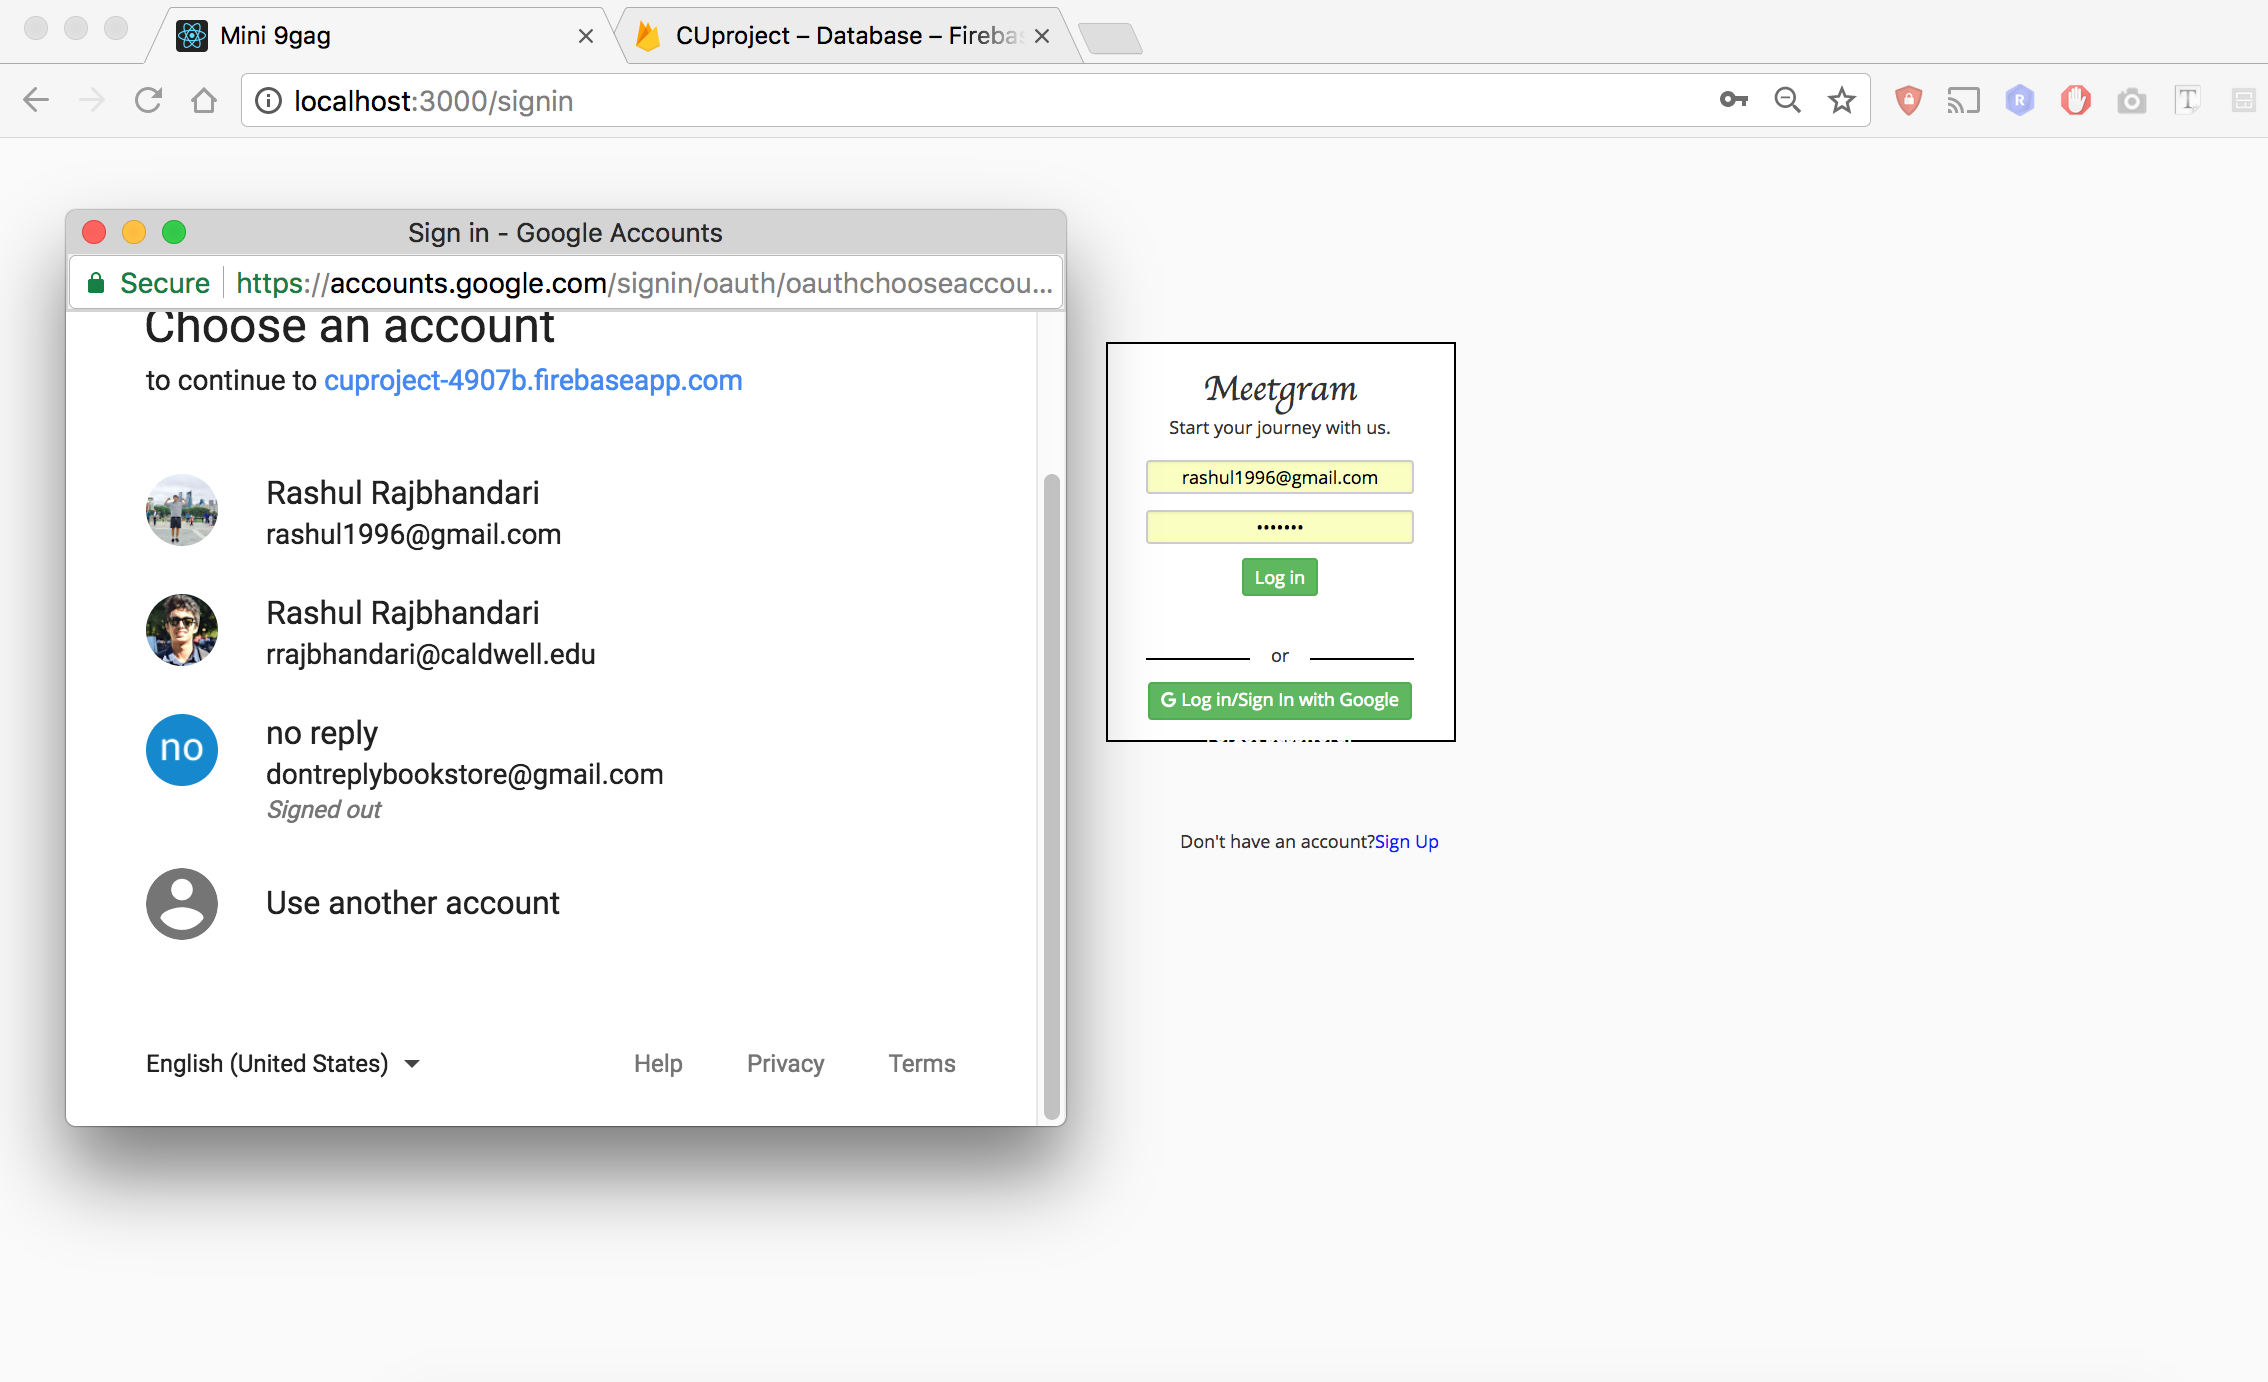 Mini 9gag
CUproject – Database – Fireba
localhost:3000/signin
Sign in - Google Accounts
Secure https://accounts.google.com/signin/oauth/oauthchooseaccou...
Choose an account
to continue to cuproject-4907b.firebaseapp.com
Rashul Rajbhandari
rashul1996@gmail.com
Rashul Rajbhandari
rrajbhandari@caldwell.edu
no
no reply
dontreplybookstore@gmail.com
Signed out
Use another account
English (United States)
Help
Privacy
Terms
Meetgram
Start your journey with us.
rashul1996@gmail.com
•••••••
Log in
or
G Log in/Sign In with Google
Don't have an account?Sign Up